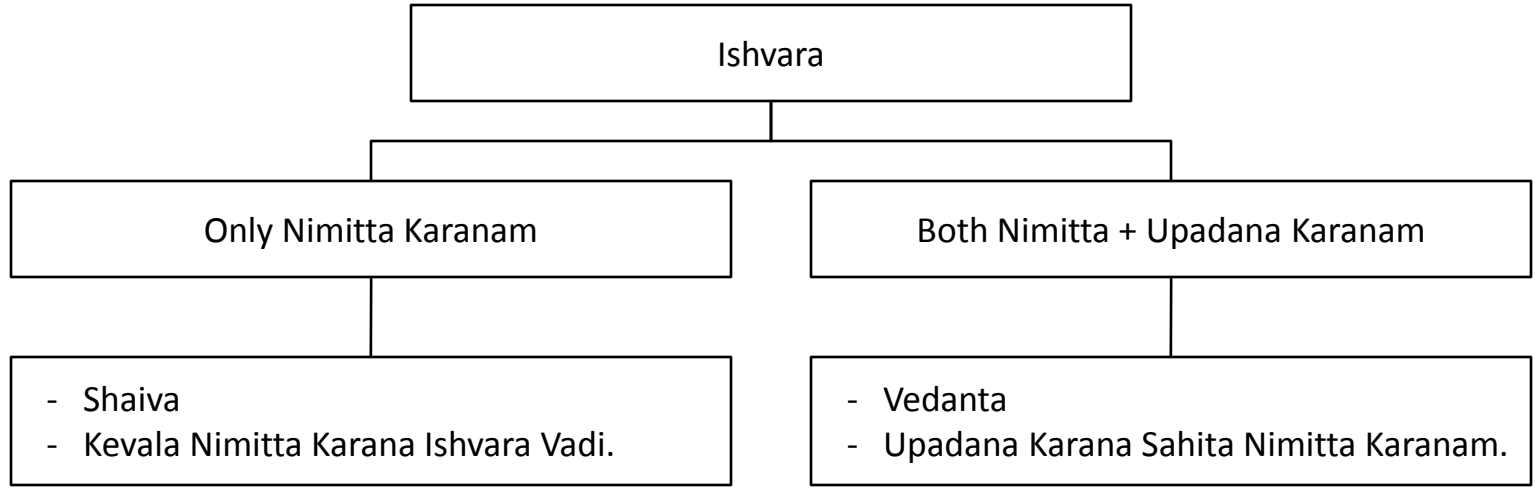 Ishvara
Only Nimitta Karanam
Both Nimitta + Upadana Karanam
- Shaiva
- Kevala Nimitta Karana Ishvara Vadi.
- Vedanta
- Upadana Karana Sahita Nimitta Karanam.